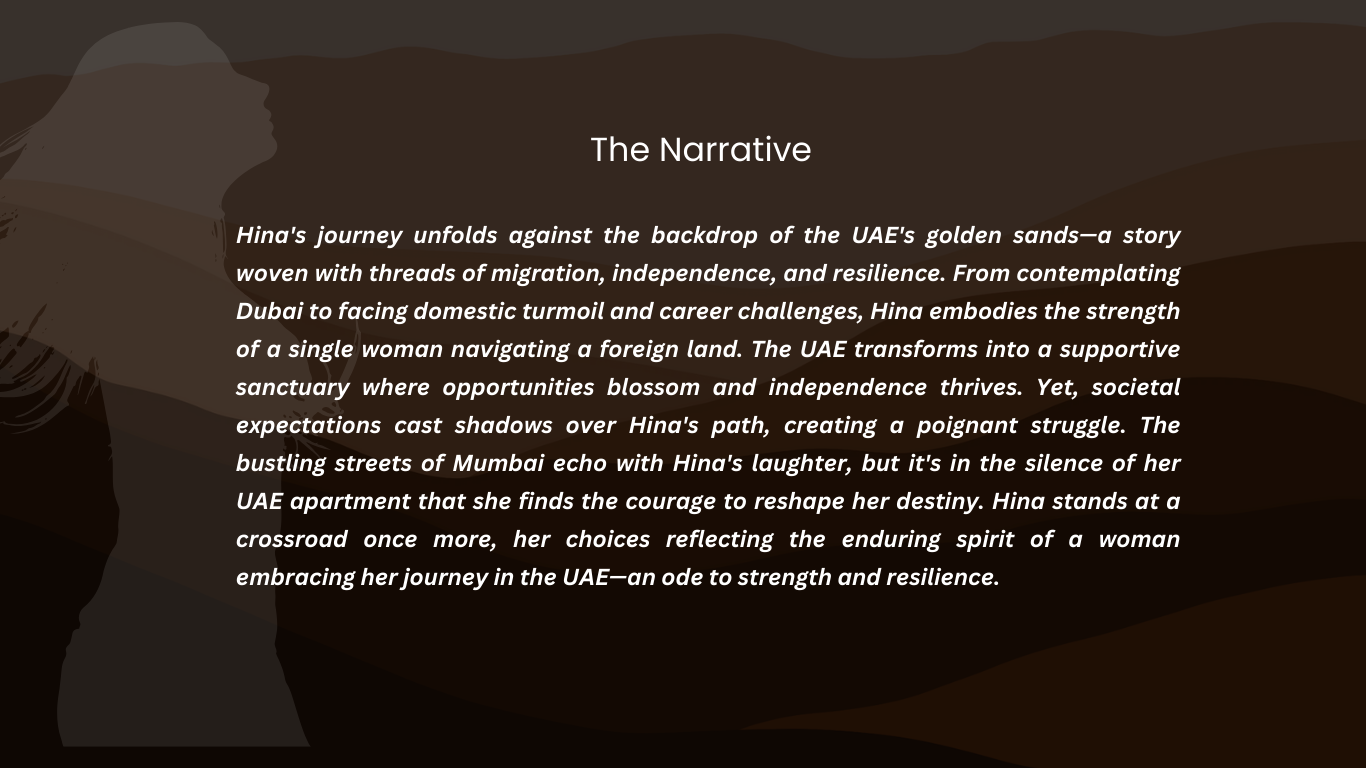 The Narrative
Hina's journey unfolds against the backdrop of the UAE's golden sands—a story
woven with threads of migration, independence, and resilience. From contemplating
Dubai to facing domestic turmoil and career challenges, Hina embodies the strength
of a single woman navigating a foreign land. The UAE transforms into a supportive
sanctuary where opportunities blossom and independence thrives. Yet, societal
expectations cast shadows over Hina's path, creating a poignant struggle. The
bustling streets of Mumbai echo with Hina's laughter, but it's in the silence of her
UAE apartment that she finds the courage to reshape her destiny. Hina stands at a
crossroad once more, her choices reflecting the enduring spirit of a woman
embracing her journey in the UAE—an ode to strength and resilience.